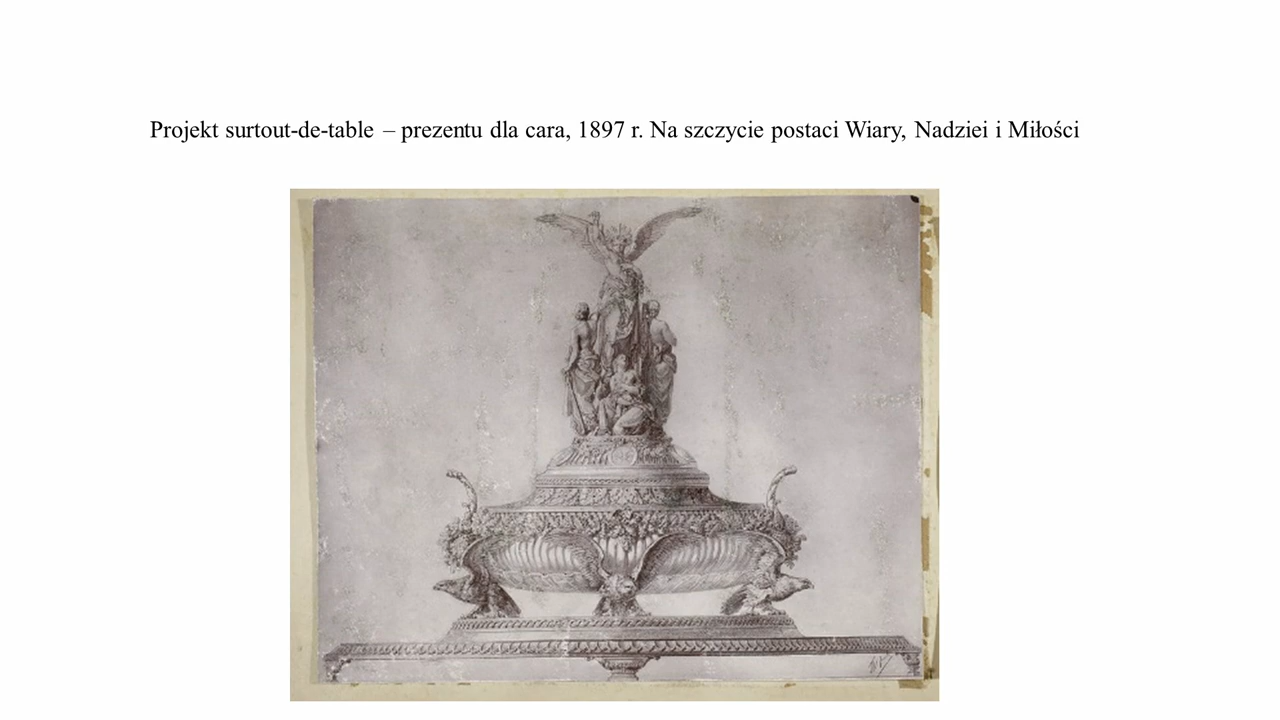 Projekt surtout-de-table – prezentu dla cara, 1897 r. Na szczycie postaci Wiary, Nadziei i Miłości